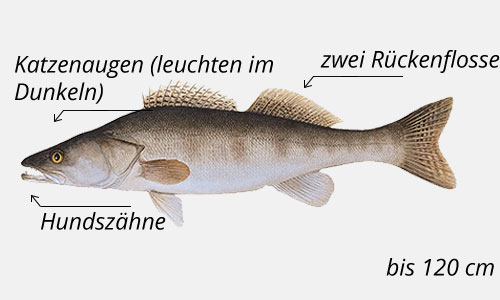 Katzenaugen (leuchten im
Dunkeln)
zwei Rückenflosse
Hundszähne
bis 120 cm